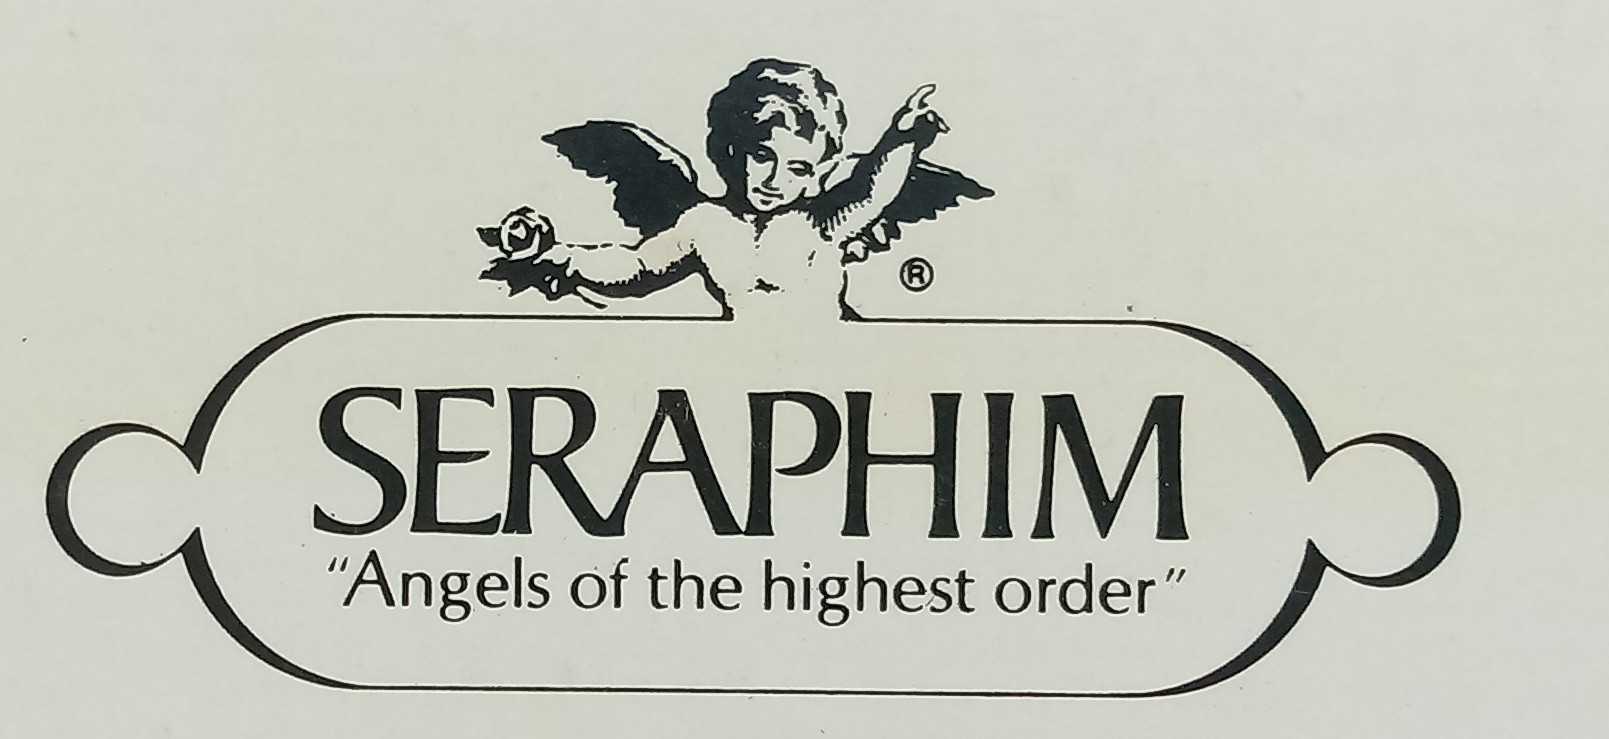 ®
SERAPHIM
“Angels of the highest order”